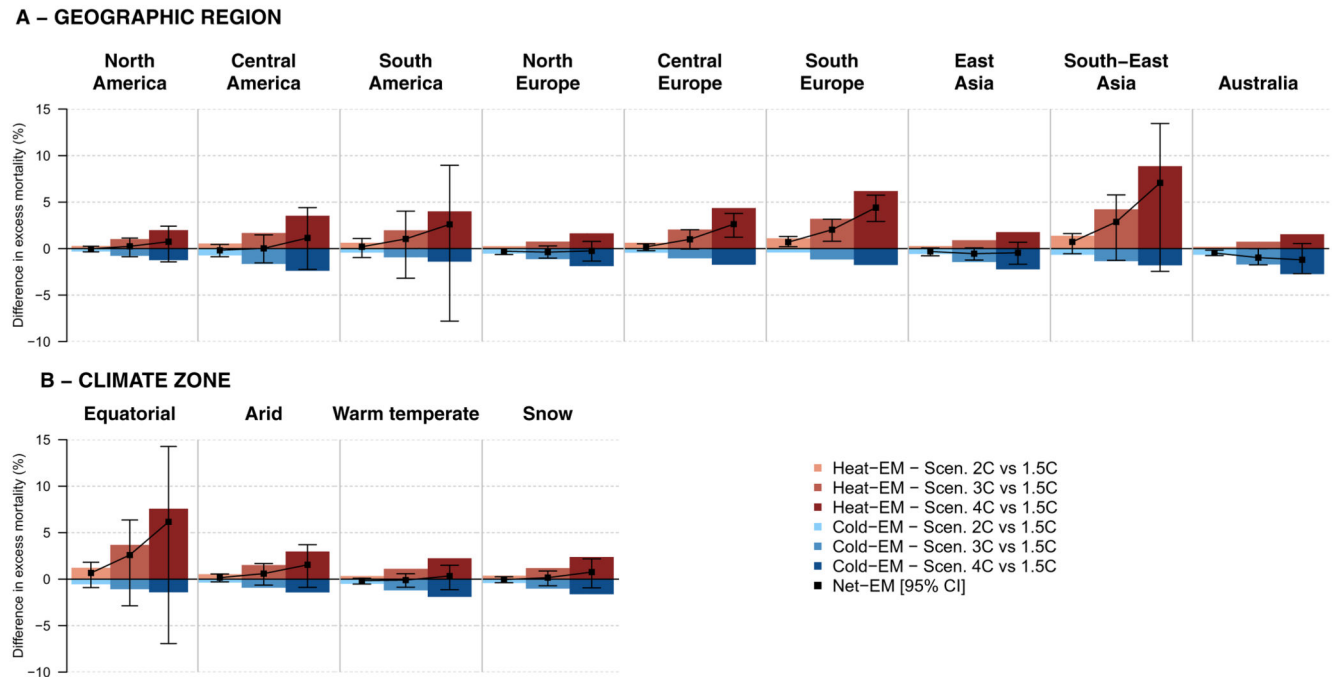 A – GEOGRAPHIC REGION
North America
Central America
South America
North Europe
Central Europe
South Europe
East Asia
South−East Asia
Australia
Difference in excess mortality (%)
15
10
5
0
−5
−10
B – CLIMATE ZONE
Equatorial
Arid
Warm temperate
Snow
Difference in excess mortality (%)
15
10
5
0
−5
−10
Heat−EM − Scen. 2C vs 1.5C
Heat−EM − Scen. 3C vs 1.5C
Heat−EM − Scen. 4C vs 1.5C
Cold−EM − Scen. 2C vs 1.5C
Cold−EM − Scen. 3C vs 1.5C
Cold−EM − Scen. 4C vs 1.5C
Net−EM [95% CI]